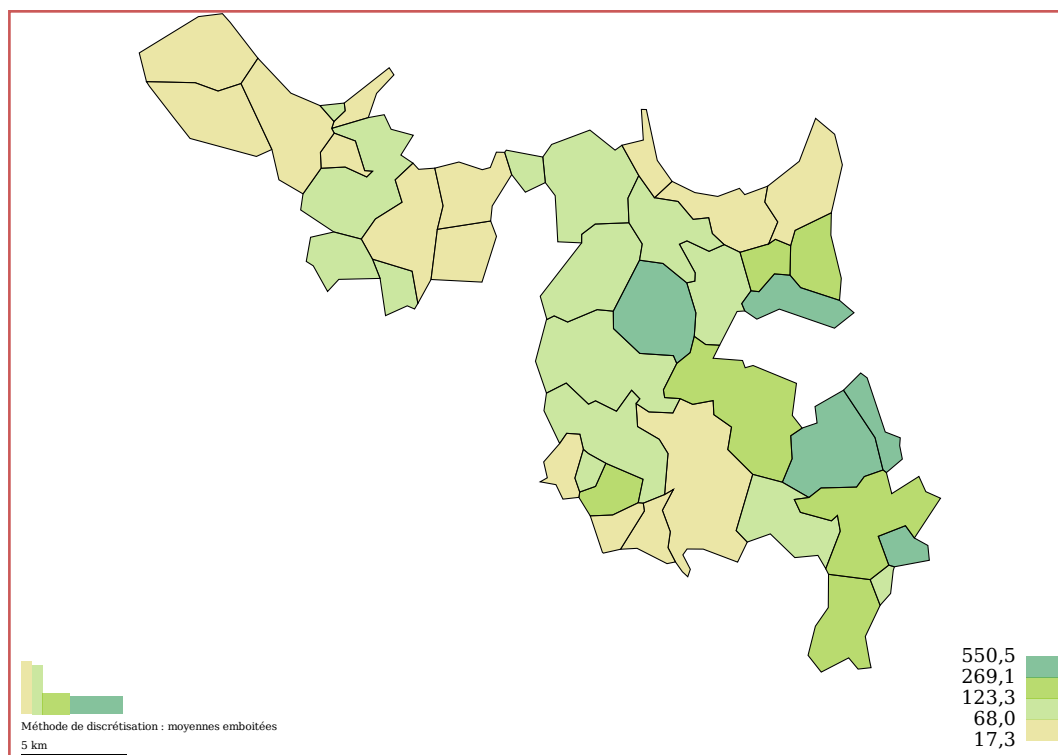 550,5
269,1
123,3
68,0
17,3
Méthode de discrétisation : moyennes emboitées
5 km